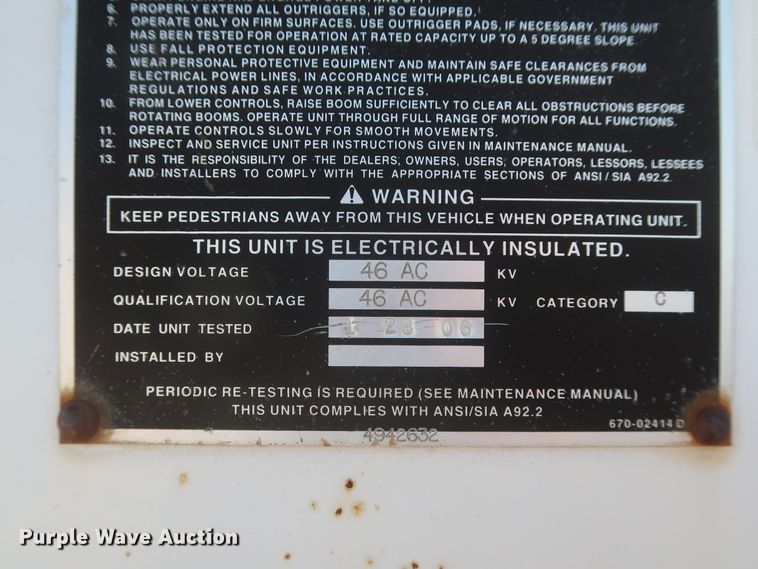 6. PROPERLY EXTEND ALL OUTRIGGERS, IF SO EQUIPPED.
7. OPERATE ONLY ON FIRM SURFACES. USE OUTRIGGER PADS, IF NECESSARY. THIS UNIT
HAS BEEN TESTED FOR OPERATION AT RATED CAPACITY UP TO A 5 DEGREE SLOPE.
8. USE FALL PROTECTION EQUIPMENT.
9. WEAR PERSONAL PROTECTIVE EQUIPMENT AND MAINTAIN SAFE CLEARANCES FROM
ELECTRICAL POWER LINES, IN ACCORDANCE WITH APPLICABLE GOVERNMENT
REGULATIONS AND SAFE WORK PRACTICES.
10. FROM LOWER CONTROLS, RAISE BOOM SUFFICIENTLY TO CLEAR ALL OBSTRUCTIONS BEFORE
ROTATING BOOMS. OPERATE UNIT THROUGH FULL RANGE OF MOTION FOR ALL FUNCTIONS.
11. OPERATE CONTROLS SLOWLY FOR SMOOTH MOVEMENTS.
12. INSPECT AND SERVICE UNIT PER INSTRUCTIONS GIVEN IN MAINTENANCE MANUAL.
13. IT IS THE RESPONSIBILITY OF THE DEALERS, OWNERS, USERS, OPERATORS, LESSORS, LESSEES
AND INSTALLERS TO COMPLY WITH THE APPROPRIATE SECTIONS OF ANSI / SIA A92.2
WARNING
KEEP PEDESTRIANS AWAY FROM THIS VEHICLE WHEN OPERATING UNIT.
THIS UNIT IS ELECTRICALLY INSULATED.
DESIGN VOLTAGE 46 AC KV
QUALIFICATION VOLTAGE 46 AC KV CATEGORY C
DATE UNIT TESTED 1 23 06
INSTALLED BY
PERIODIC RE-TESTING IS REQUIRED (SEE MAINTENANCE MANUAL)
THIS UNIT COMPLIES WITH ANSI/SIA A92.2
670-02414 D
4942632
Purple Wave Auction